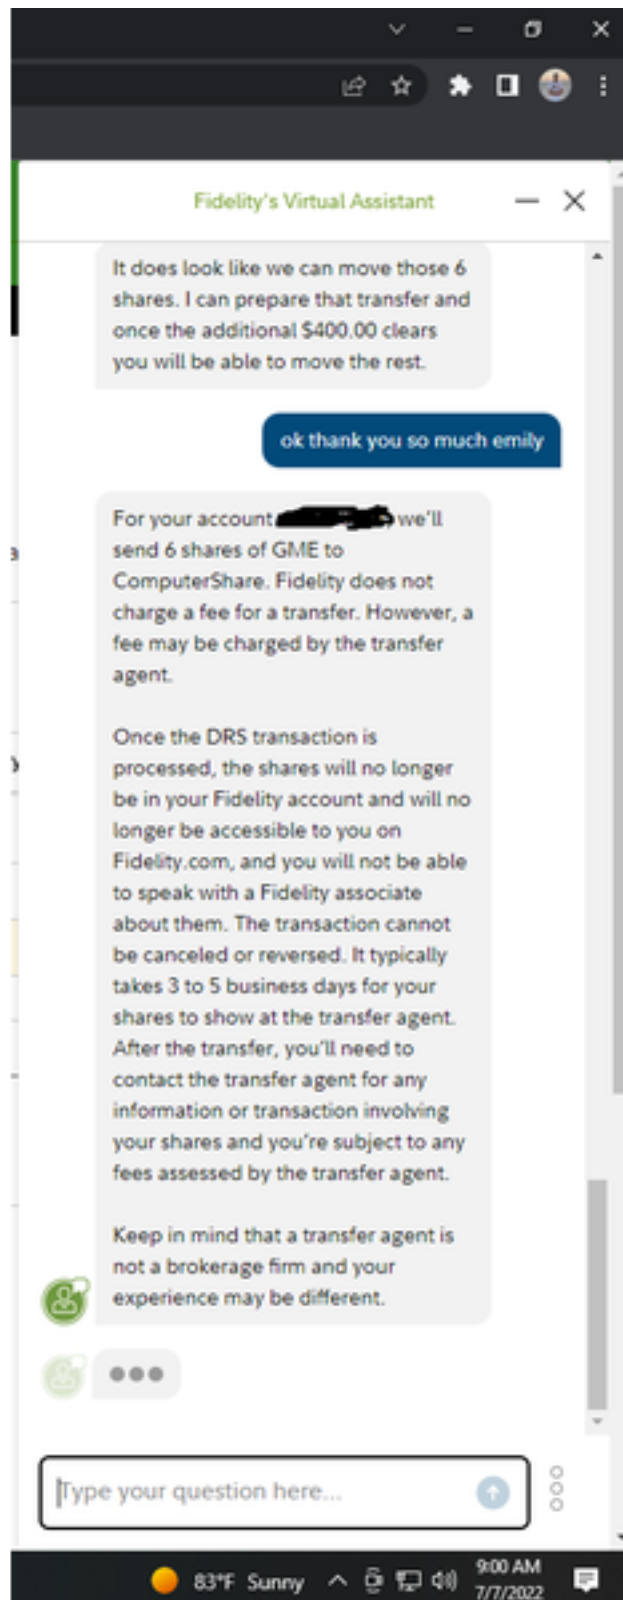 Fidelity's Virtual Assistant
It does look like we can move those 6
shares. I can prepare that transfer and
once the additional $400.00 clears
you will be able to move the rest.
ok thank you so much emily
For your account we'll
send 6 shares of GME to
ComputerShare. Fidelity does not
charge a fee for a transfer. However, a
fee may be charged by the transfer
agent.
Once the DRS transaction is
processed, the shares will no longer
be in your Fidelity account and will no
longer be accessible to you on
Fidelity.com, and you will not be able
to speak with a Fidelity associate
about them. The transaction cannot
be canceled or reversed. It typically
takes 3 to 5 business days for your
shares to show at the transfer agent.
After the transfer, you'll need to
contact the transfer agent for any
information or transaction involving
your shares and you're subject to any
fees assessed by the transfer agent.
Keep in mind that a transfer agent is
not a brokerage firm and your
experience may be different.
Type your question here...
83°F Sunny
9:00 AM
7/7/2022